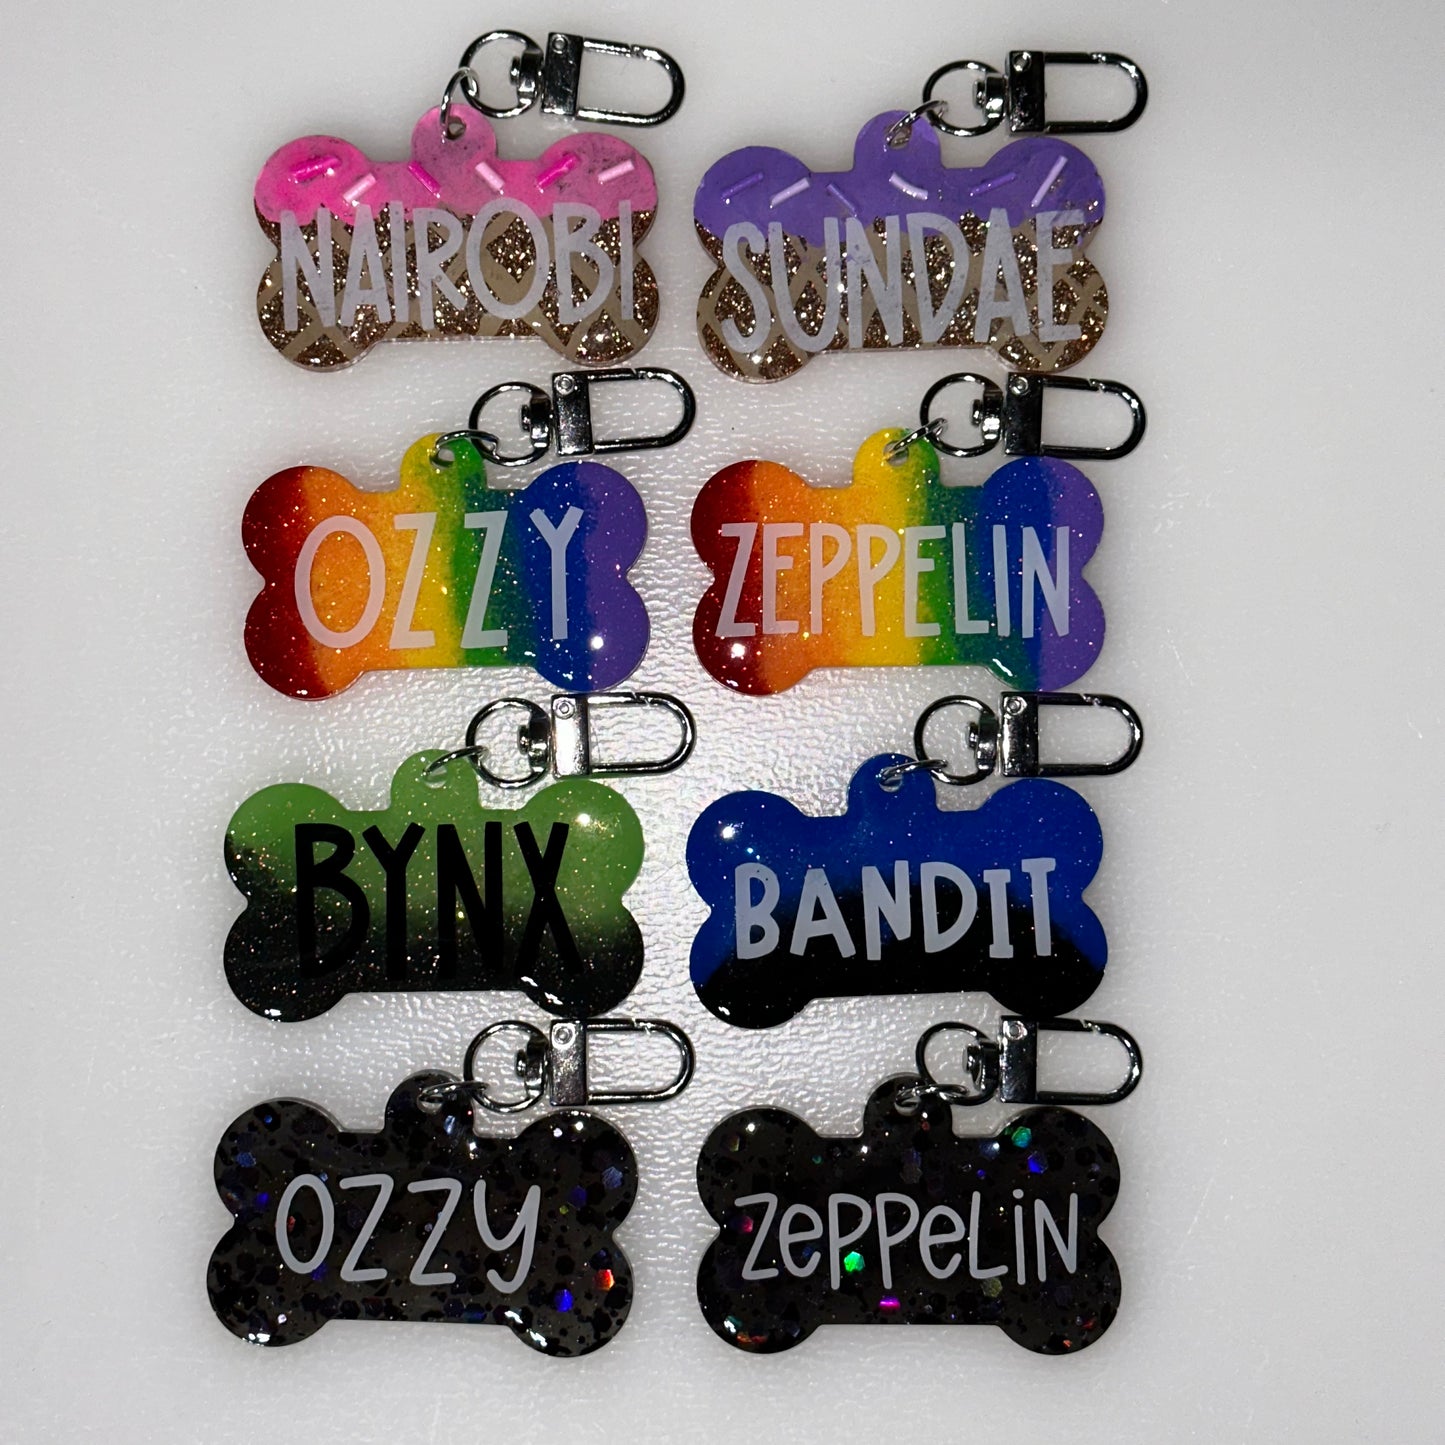 NAIROBI
SUNDAE
OZZY
ZEPPELIN
BYNX
BANDIT
OZZY
ZePPeLiN